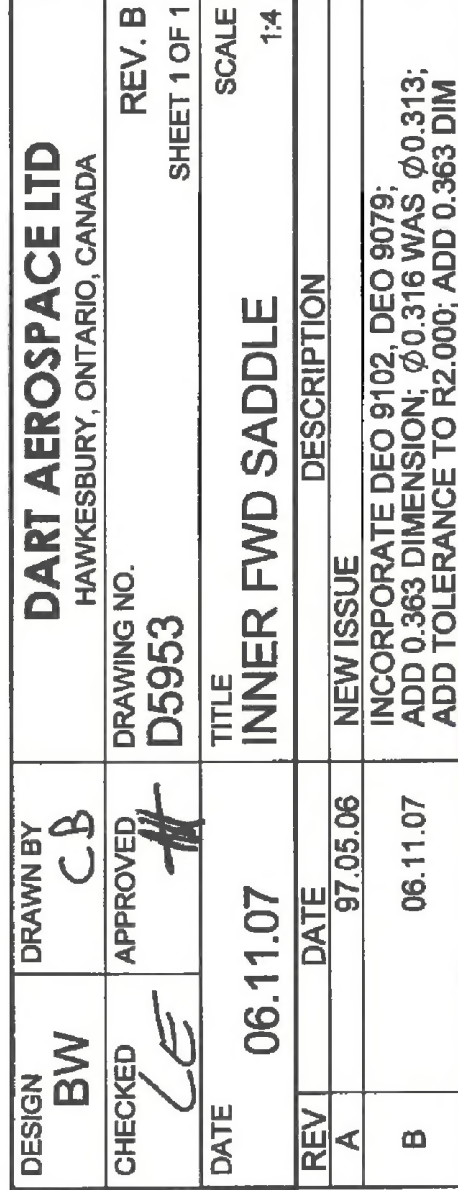 DESIGN
BW
DRAWN BY
CB
DART AEROSPACE LTD
HAWKESBURY, ONTARIO, CANADA
CHECKED
LE
APPROVED
DRAWING NO.
D5953
REV. B
SHEET 1 OF 1
DATE
06.11.07
TITLE
INNER FWD SADDLE
SCALE
1:4
REV DATE DESCRIPTION
A 97.05.06 NEW ISSUE
B 06.11.07 INCORPORATE DEO 9102, DEO 9079;
ADD 0.363 DIMENSION; Ø0.316 WAS Ø0.313;
ADD TOLERANCE TO R2.000; ADD 0.363 DIM